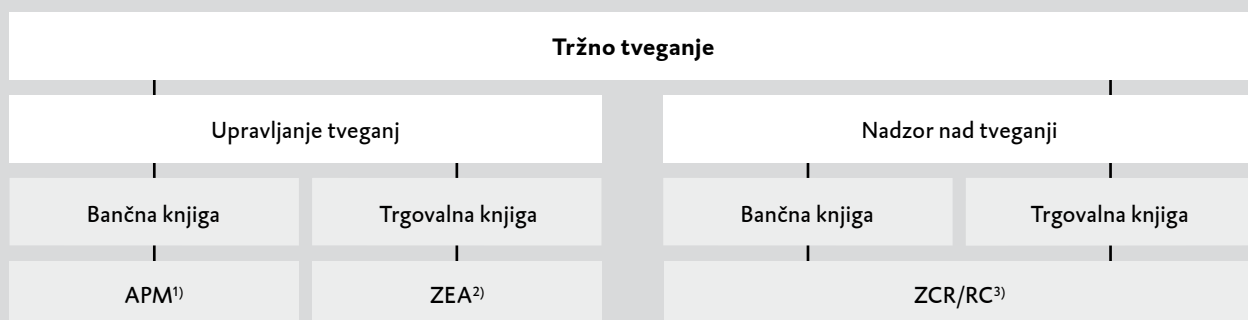 Tržno tveganje
Upravljanje tveganj
Nadzor nad tveganji
Bančna knjiga
Trgovalna knjiga
Bančna knjiga
Trgovalna knjiga
APM¹⁾
ZEA²⁾
ZCR/RC³⁾